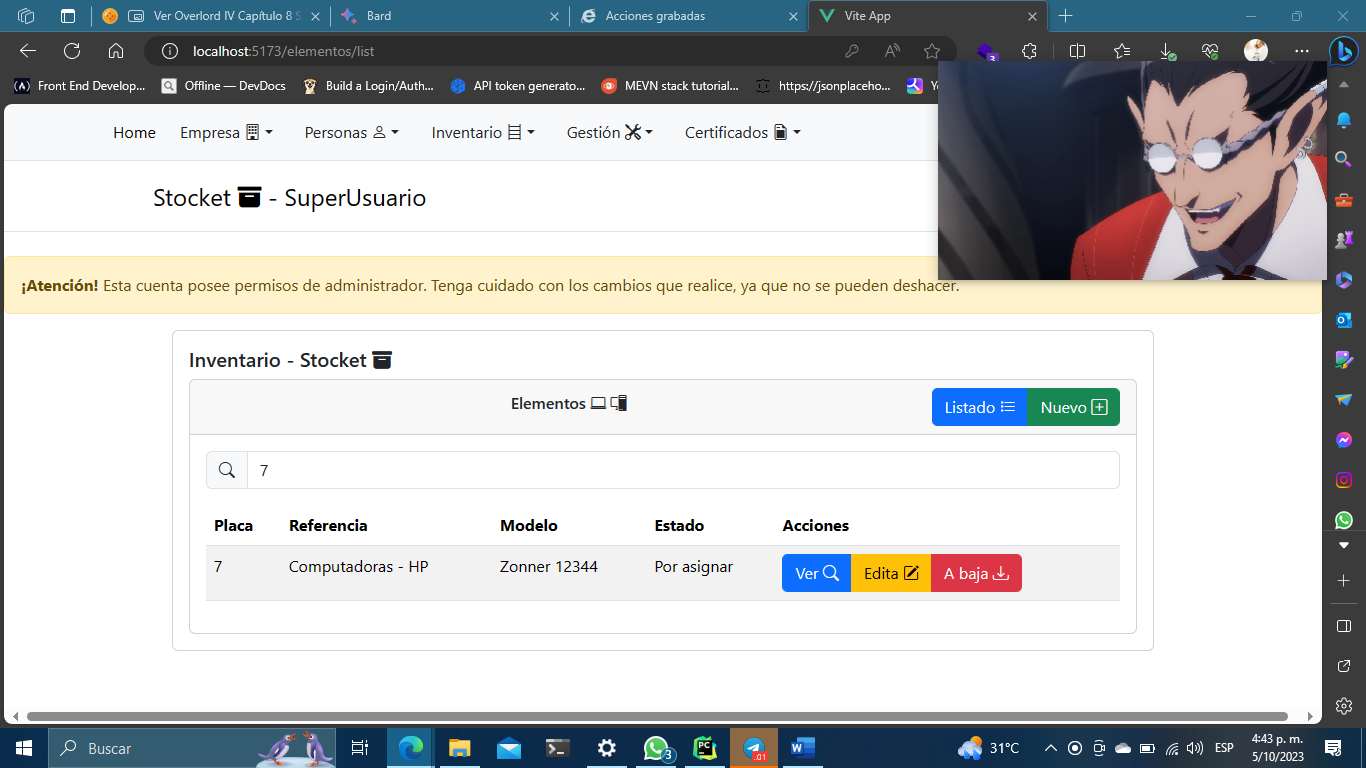 Ver Overlord IV Capítulo 8 S
Bard
Acciones grabadas
Vite App
localhost:5173/elementos/list
3
Front End Develop...
Offline — DevDocs
Build a Login/Auth...
API token generato...
MEVN stack tutorial...
https://jsonplaceho...
Home
Empresa
Personas
Inventario
Gestión
Certificados
Stocket - SuperUsuario
¡Atención! Esta cuenta posee permisos de administrador. Tenga cuidado con los cambios que realice, ya que no se pueden deshacer.
Inventario - Stocket
Elementos
Listado
Nuevo
7
Placa Referencia Modelo Estado Acciones
7 Computadoras - HP Zonner 12344 Por asignar Ver Edita A baja
Buscar
3
PC
.01
31°C
ESP
4:43 p. m.
5/10/2023